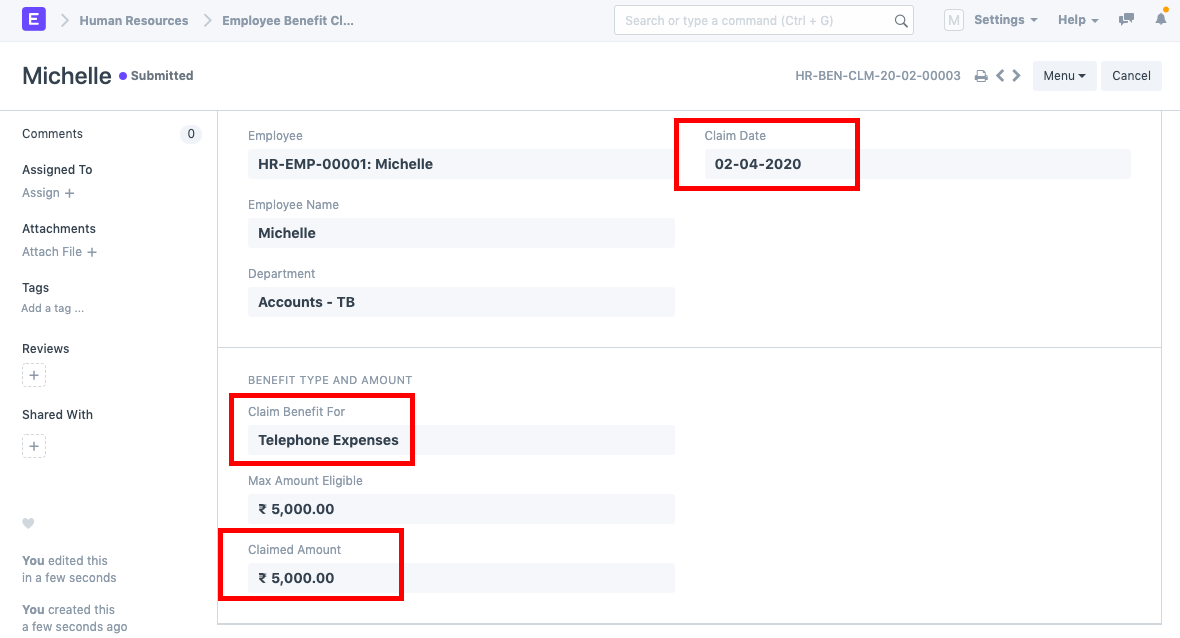 E Human Resources Employee Benefit Cl... Search or type a command (Ctrl + G) M Settings Help
Michelle Submitted HR-BEN-CLM-20-02-00003 Menu Cancel
Comments 0
Assigned To
Assign +
Attachments
Attach File +
Tags
Add a tag ...
Reviews
+
Shared With
+
You edited this
in a few seconds
You created this
a few seconds ago
Employee
HR-EMP-00001: Michelle
Employee Name
Michelle
Department
Accounts - TB
Claim Date
02-04-2020
BENEFIT TYPE AND AMOUNT
Claim Benefit For
Telephone Expenses
Max Amount Eligible
₹ 5,000.00
Claimed Amount
₹ 5,000.00